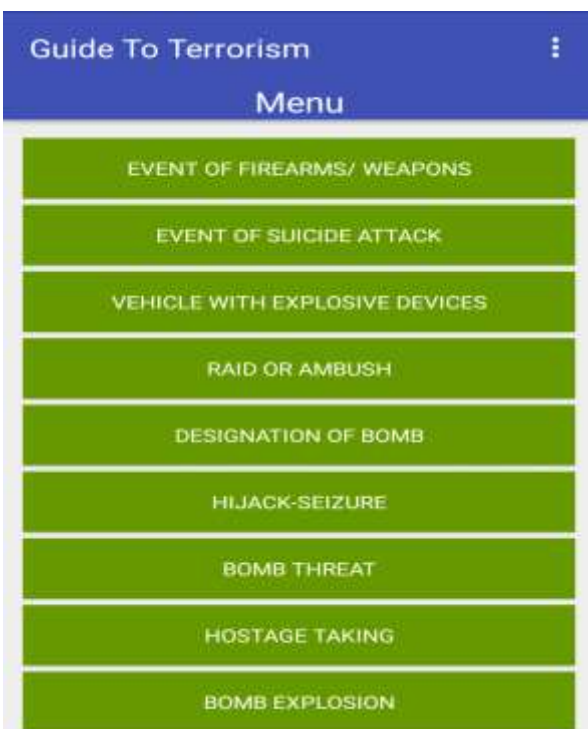 Guide To Terrorism
Menu
EVENT OF FIREARMS/ WEAPONS
EVENT OF SUICIDE ATTACK
VEHICLE WITH EXPLOSIVE DEVICES
RAID OR AMBUSH
DESIGNATION OF BOMB
HIJACK-SEIZURE
BOMB THREAT
HOSTAGE TAKING
BOMB EXPLOSION